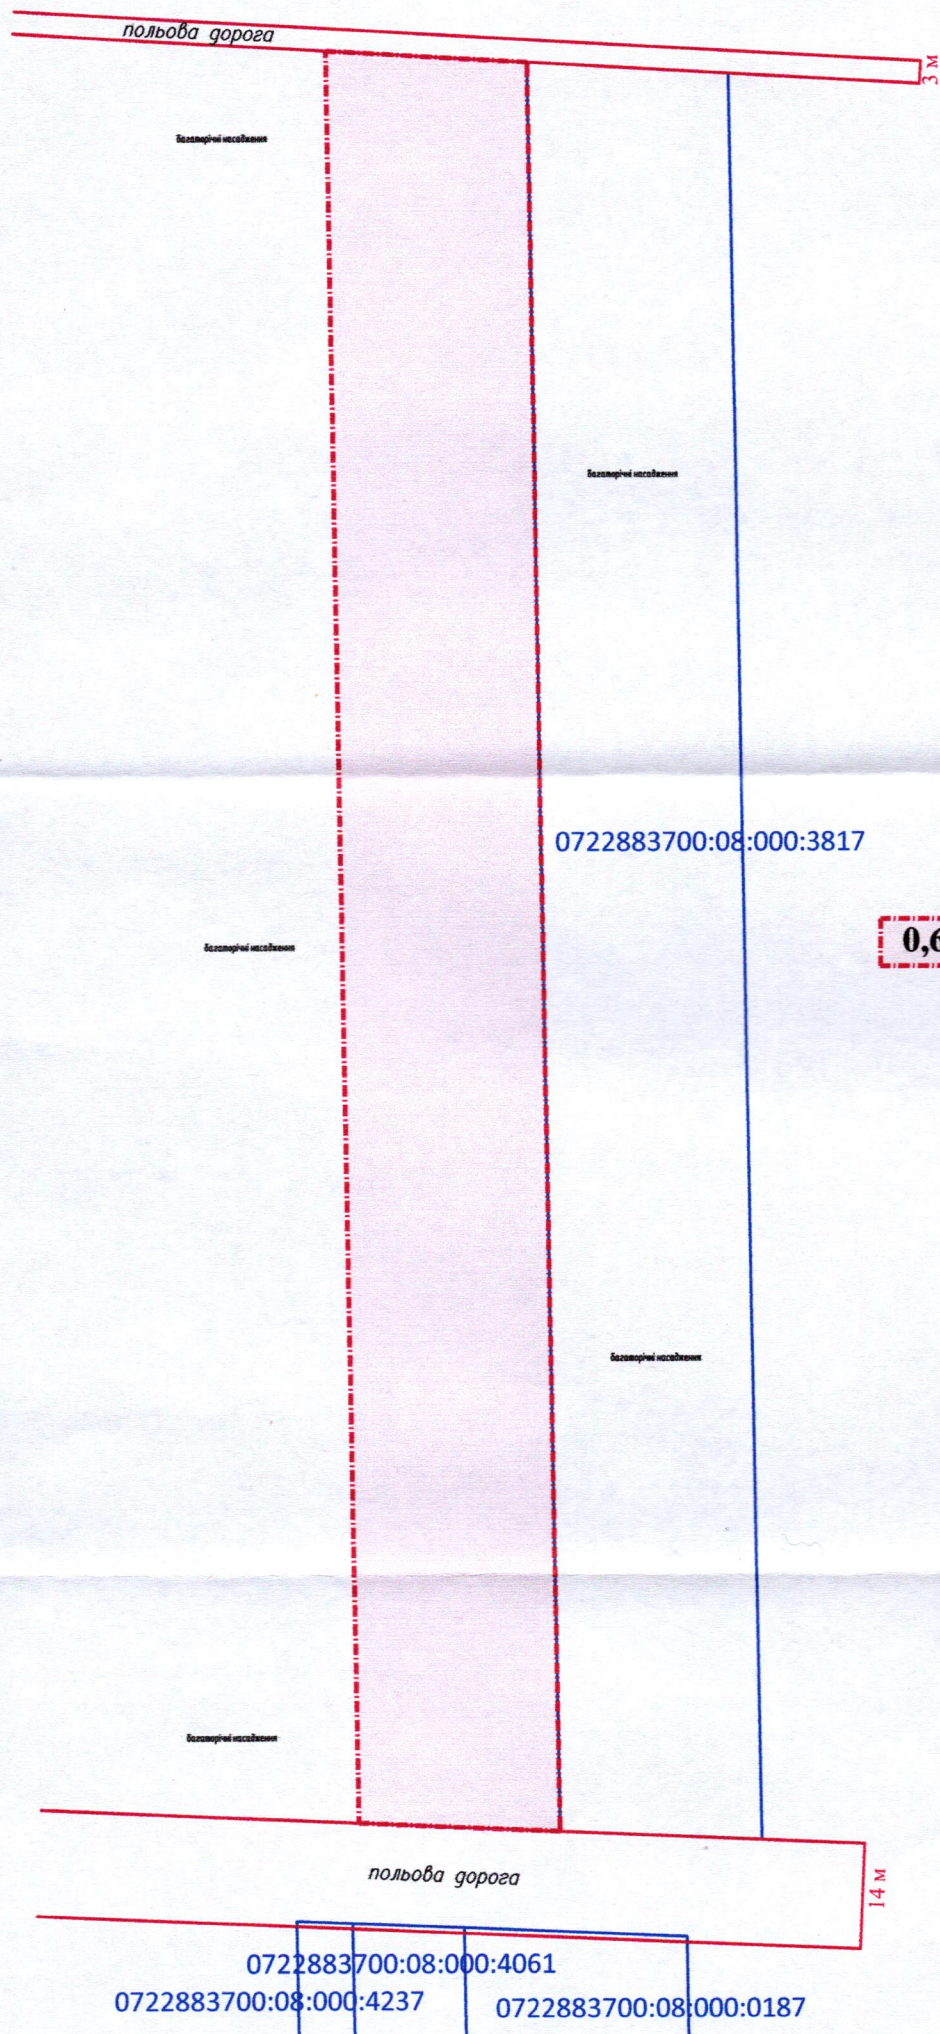 польова дорога
3 м
багаторічні насадження
багаторічні насадження
0722883700:08:000:3817
0,6
багаторічні насадження
багаторічні насадження
багаторічні насадження
польова дорога
14 м
0722883700:08:000:4061
0722883700:08:000:4237
0722883700:08:000:0187